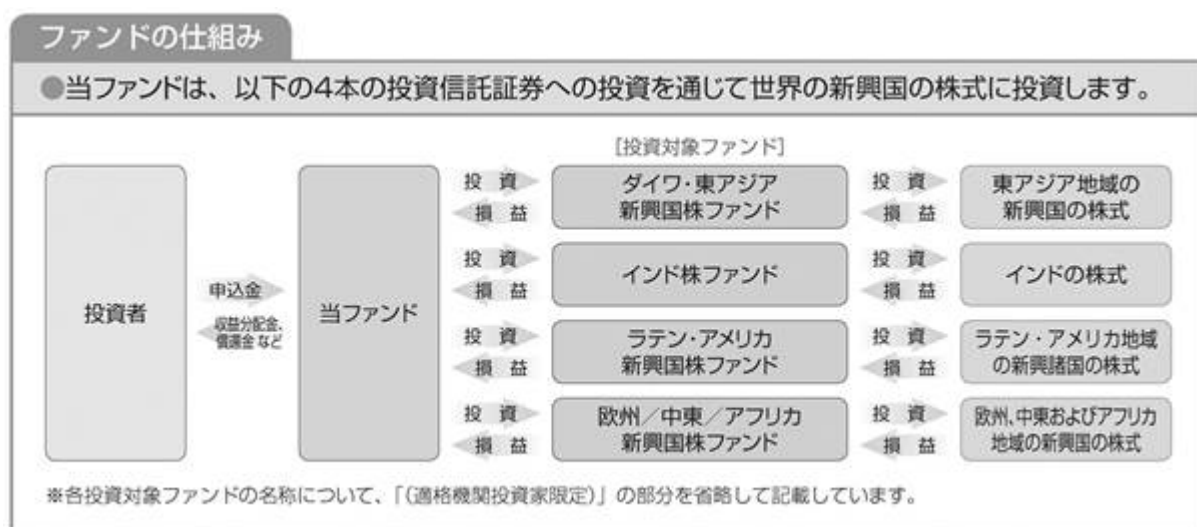 ファンドの仕組み
●当ファンドは、以下の4本の投資信託証券への投資を通じて世界の新興国の株式に投資します。
[投資対象ファンド]
投資者
申込金
収益分配金、
償還金 など
当ファンド
投 資
損 益
ダイワ・東アジア
新興国株ファンド
投 資
損 益
東アジア地域の
新興国の株式
投 資
損 益
インド株ファンド
投 資
損 益
インドの株式
投 資
損 益
ラテン・アメリカ
新興国株ファンド
投 資
損 益
ラテン・アメリカ地域
の新興諸国の株式
投 資
損 益
欧州／中東／アフリカ
新興国株ファンド
投 資
損 益
欧州、中東およびアフリカ
地域の新興国の株式
※各投資対象ファンドの名称について、「(適格機関投資家限定)」の部分を省略して記載しています。